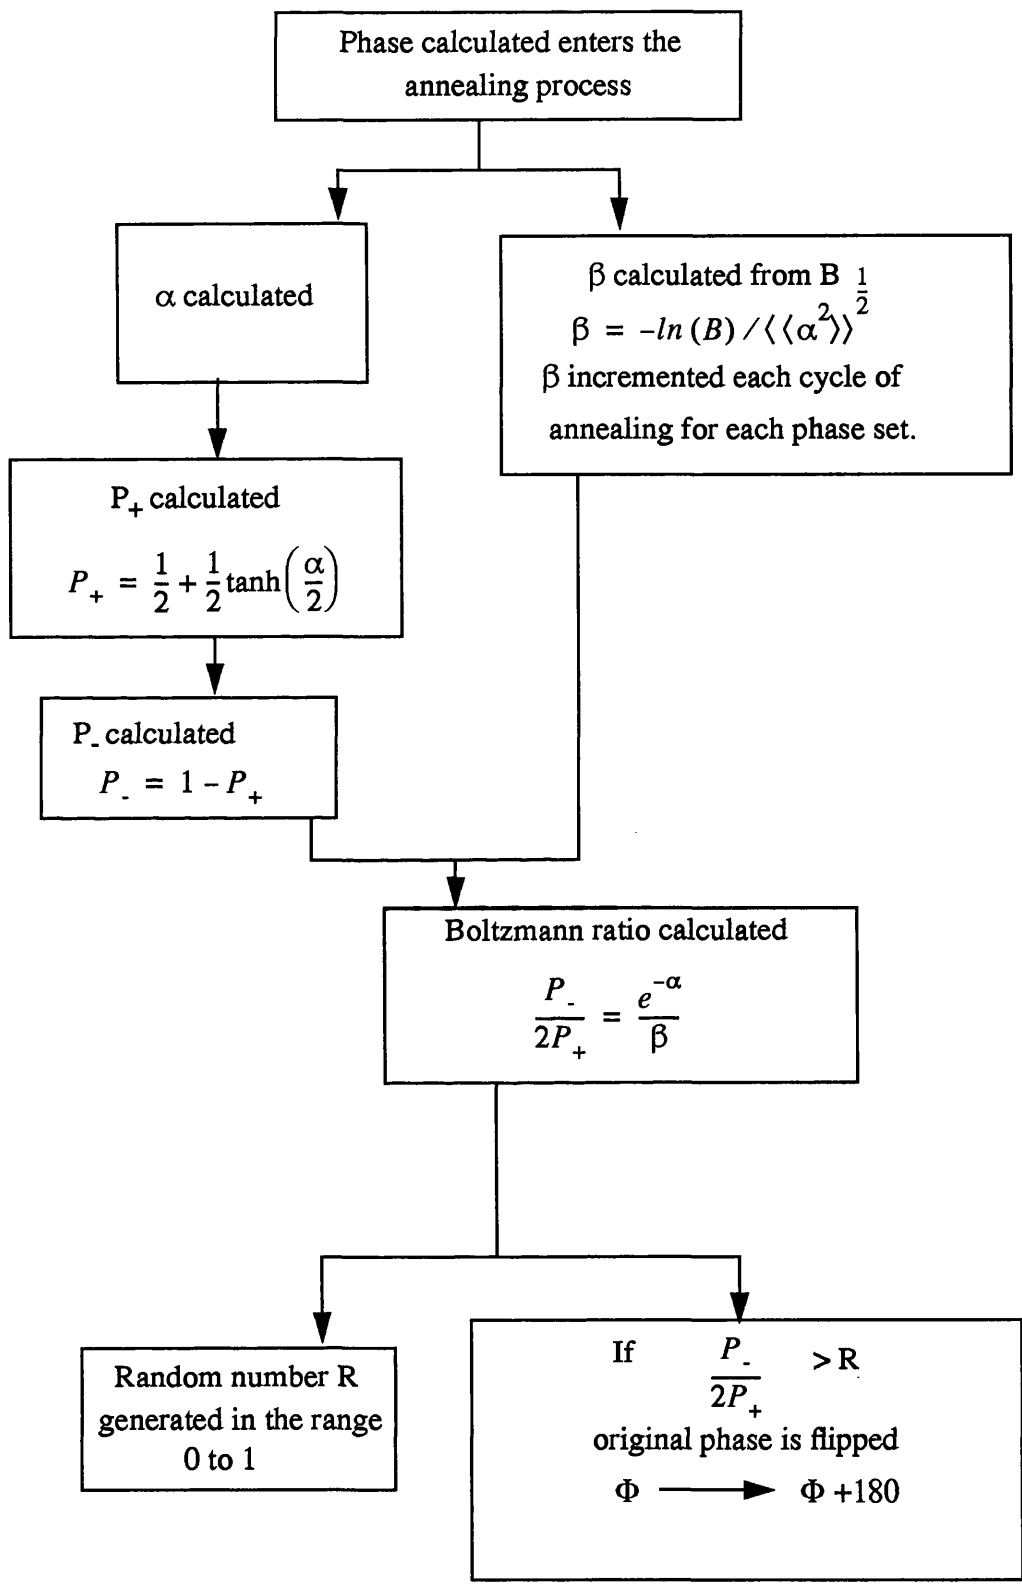 Phase calculated enters the
annealing process
α calculated
β calculated from B
β = -ln (B) / ⟨⟨α²⟩⟩^{1/2}
β incremented each cycle of
annealing for each phase set.
P₊ calculated
P₊ = 1/2 + 1/2 tanh(α/2)
P₋ calculated
P₋ = 1 – P₊
Boltzmann ratio calculated
P₋/2P₊ = e^{-α}/β
Random number R
generated in the range
0 to 1
If P₋/2P₊ > R
original phase is flipped
Φ ⟶ Φ +180